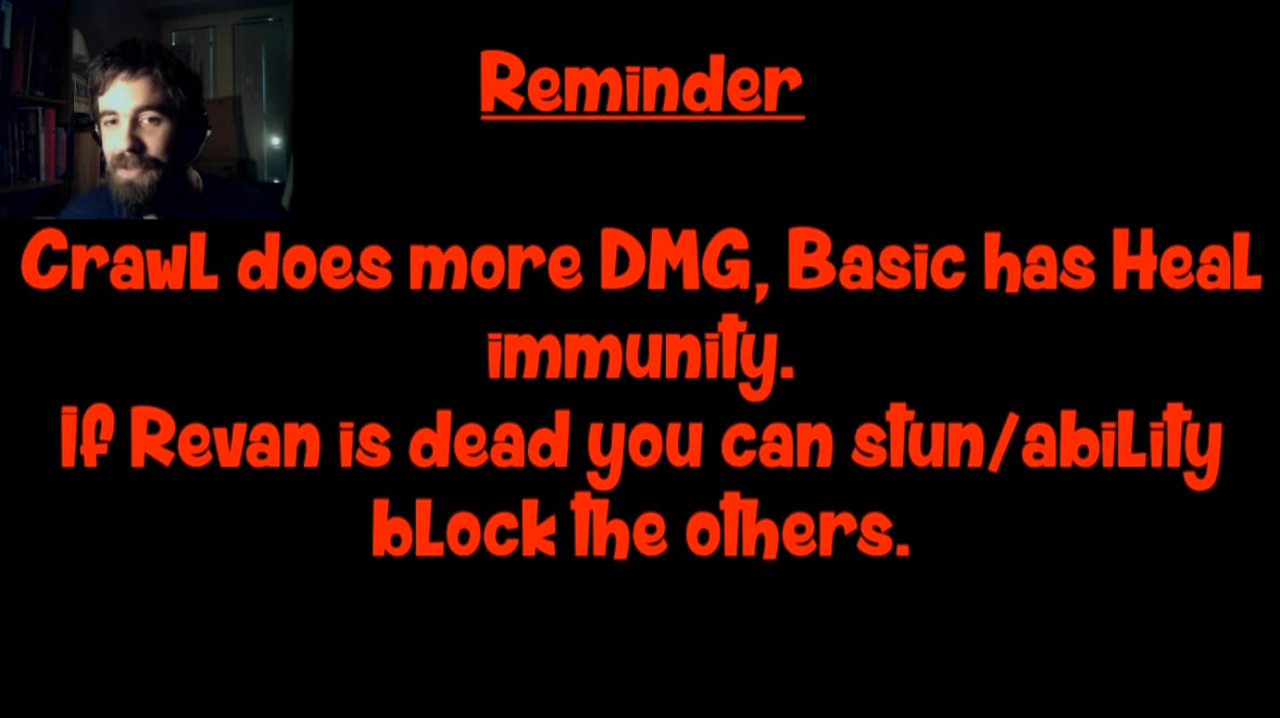 Reminder
Crawl does more DMG, Basic has Heal
immunity.
If Revan is dead you can stun/ability
block the others.